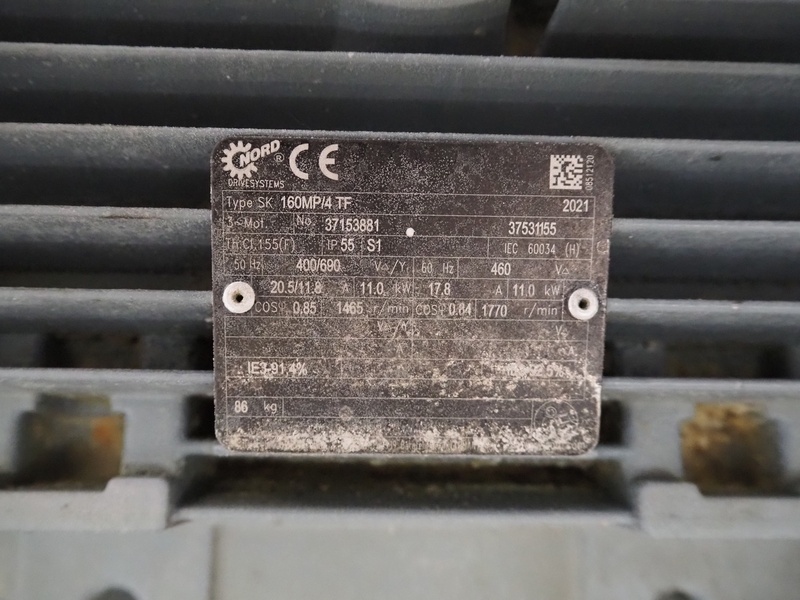 NORD ® CE
DRIVESYSTEMS
08512120
Type SK 160MP/4 TF 2021
3~Mot. No. 37153881 37531155
Th.Cl.155(F) IP 55 S1 IEC 60034 (H)
50 Hz 400/690 V△/Y 60 Hz 460 V△
20.5/11.8 A 11.0 kW 17.8 A 11.0 kW
COSφ 0.85 1465 r/min COSφ 0.84 1770 r/min
IE3-91.4%
86 kg